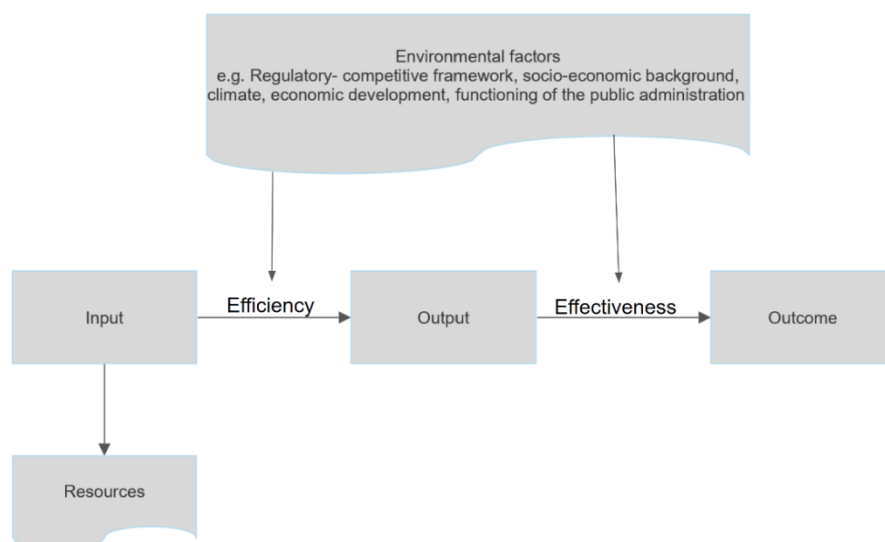 Environmental factors
e.g. Regulatory- competitive framework, socio-economic background,
climate, economic development, functioning of the public administration
Input
Efficiency
Output
Effectiveness
Outcome
Resources